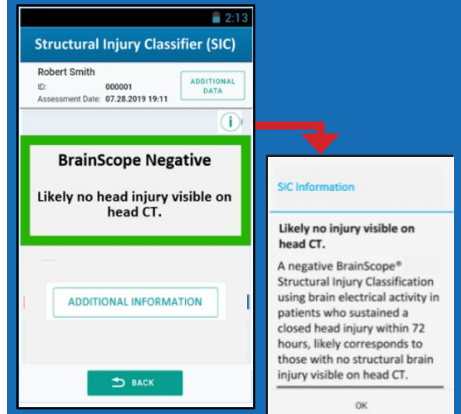 2:13
Structural Injury Classifier (SIC)
Robert Smith
ID: 000001
Assessment Date: 07.28.2019 19:11
ADDITIONAL
DATA
i
BrainScope Negative
Likely no head injury visible on
head CT.
ADDITIONAL INFORMATION
BACK
SIC Information
Likely no injury visible on
head CT.
A negative BrainScope®
Structural Injury Classification
using brain electrical activity in
patients who sustained a
closed head injury within 72
hours, likely corresponds to
those with no structural brain
injury visible on head CT.
OK